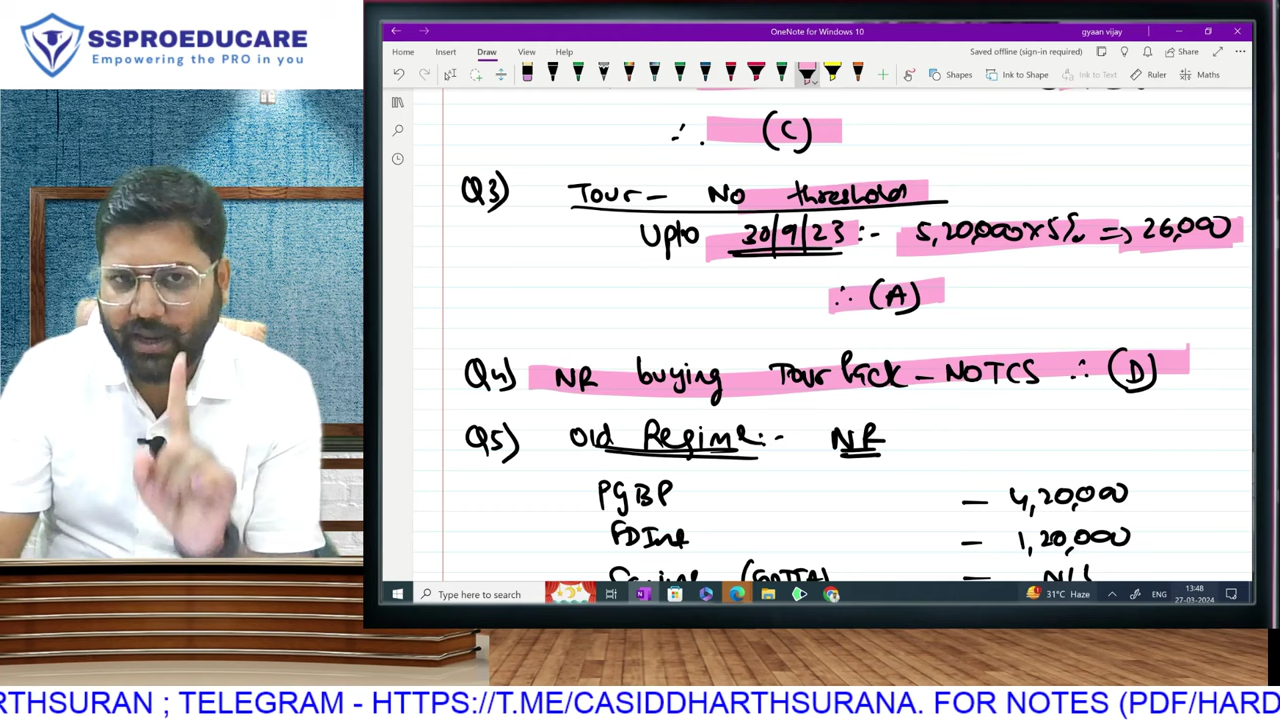 SSPROEDUCARE
Empowering the PRO in you
OneNote for Windows 10
gyaan vijay
Home Insert Draw View Help
Saved offline (sign-in required)
Share
Shapes
Ink to Shape
Ink to Text
Ruler
Maths
∴ (C)
Q3) Tour - No threshold
Upto 30/9/23 :- 5,20,000x5% => 26,000
∴ (A)
Q4) NR buying Tour Pack - NO TCS ∴ (D)
Q5) Old Regime :- NR
PGBP - 4,20,000
FD Int - 1,20,000
Type here to search
31°C Haze
ENG
13:48
27-03-2024
ARTHSURAN ; TELEGRAM - HTTPS://T.ME/CASIDDHARTHSURANA. FOR NOTES (PDF/HARD